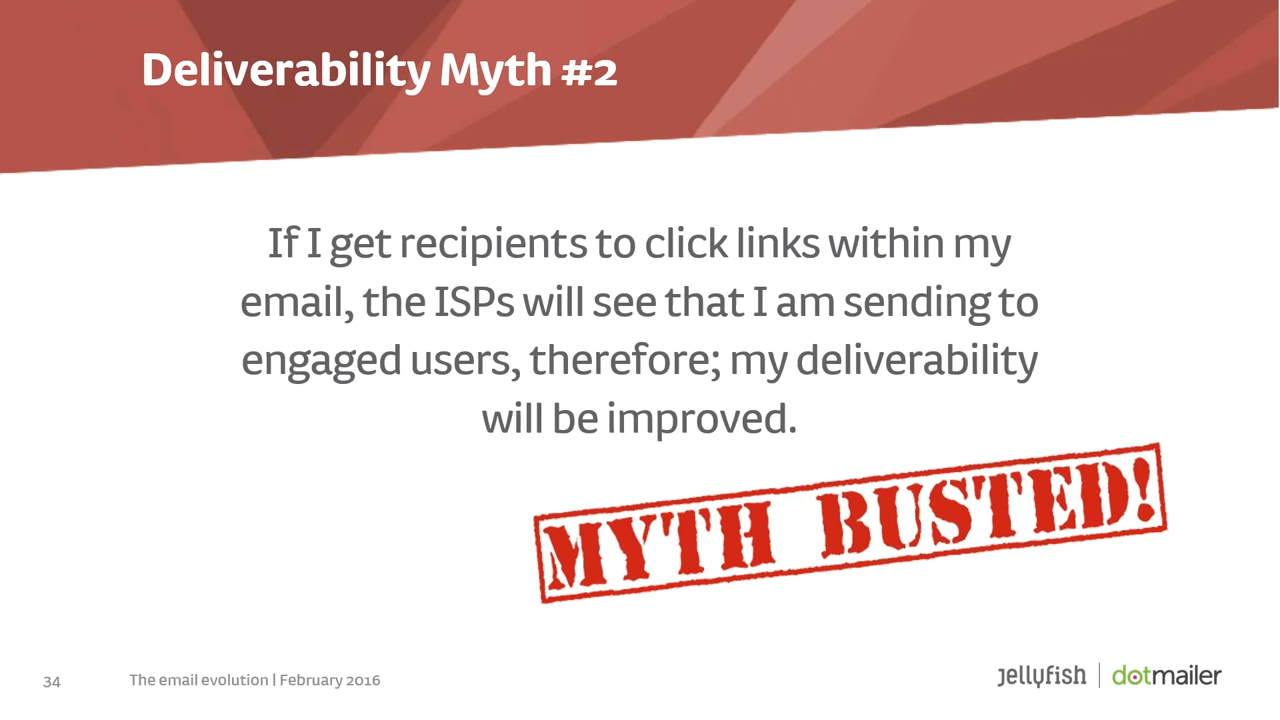 Deliverability Myth #2
If I get recipients to click links within my
email, the ISPs will see that I am sending to
engaged users, therefore; my deliverability
will be improved.
MYTH BUSTED!
34
The email evolution | February 2016
jellyfish | dotmailer